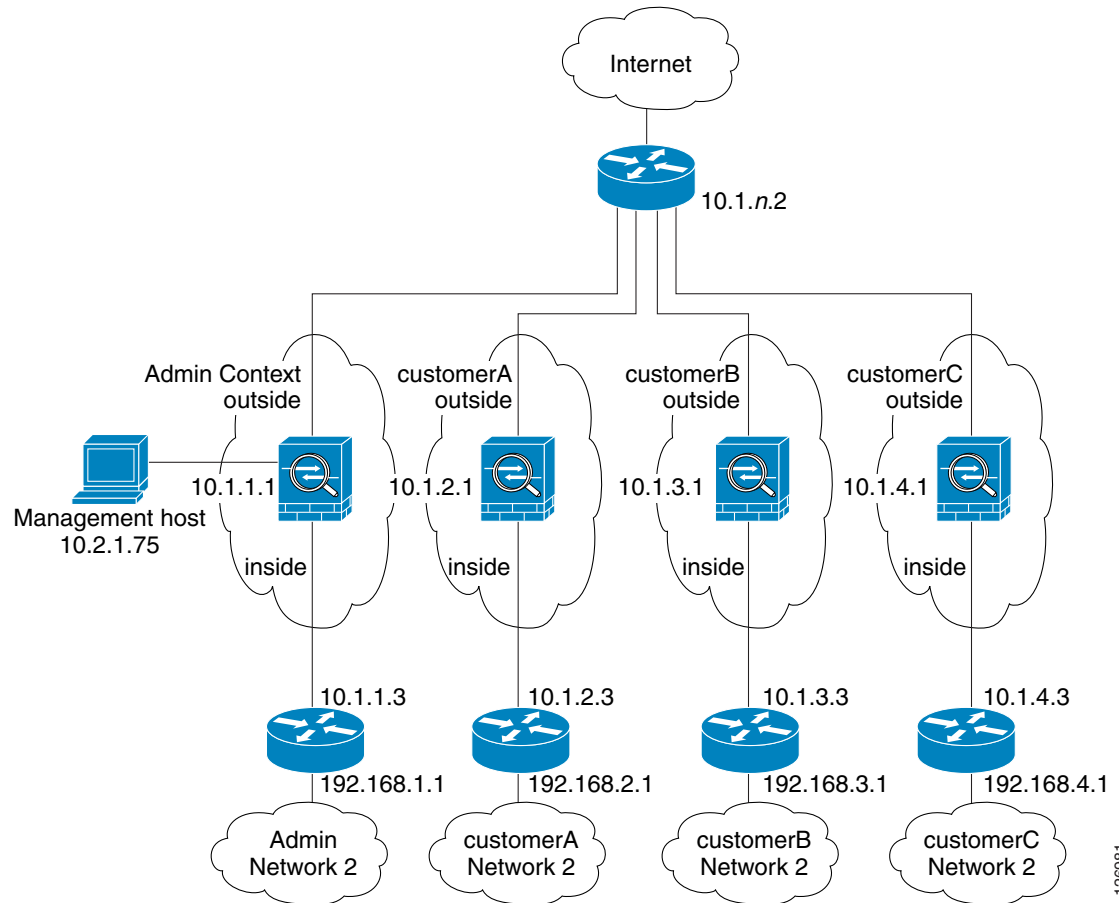 Internet
10.1.n.2
Admin Context
outside
customerA
outside
customerB
outside
customerC
outside
10.1.1.1
10.1.2.1
10.1.3.1
10.1.4.1
Management host
10.2.1.75
inside
inside
inside
inside
10.1.1.3
10.1.2.3
10.1.3.3
10.1.4.3
192.168.1.1
192.168.2.1
192.168.3.1
192.168.4.1
Admin
Network 2
customerA
Network 2
customerB
Network 2
customerC
Network 2
126981